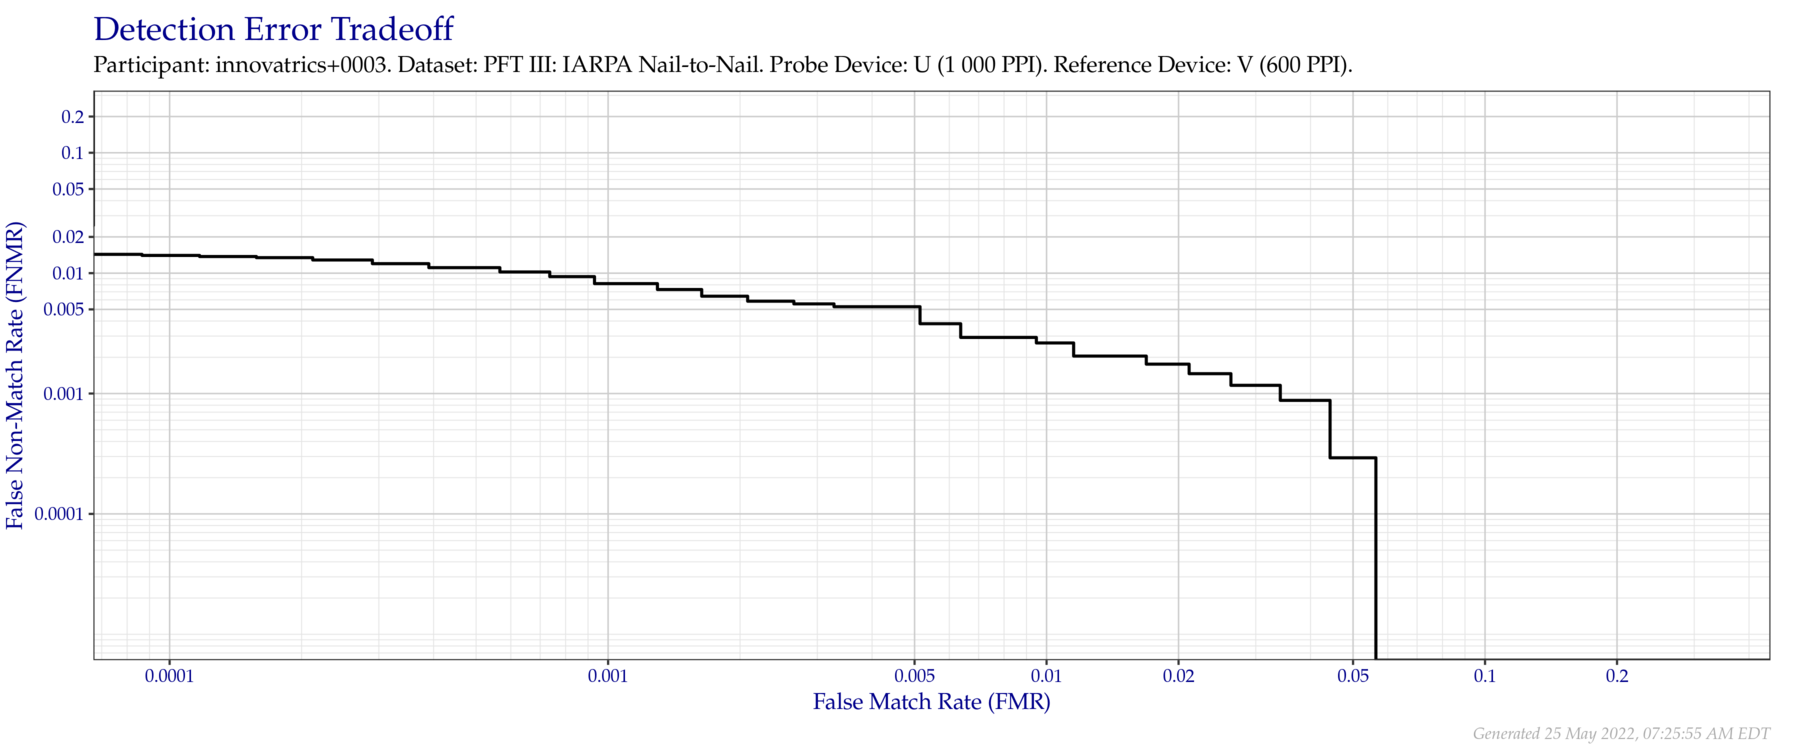 Detection Error Tradeoff
Participant: innovatrics+0003. Dataset: PFT III: IARPA Nail-to-Nail. Probe Device: U (1 000 PPI). Reference Device: V (600 PPI).
False Non-Match Rate (FNMR)
0.2
0.1
0.05
0.02
0.01
0.005
0.001
0.0001
0.0001 0.001 0.005 0.01 0.02 0.05 0.1 0.2
False Match Rate (FMR)
Generated 25 May 2022, 07:25:55 AM EDT